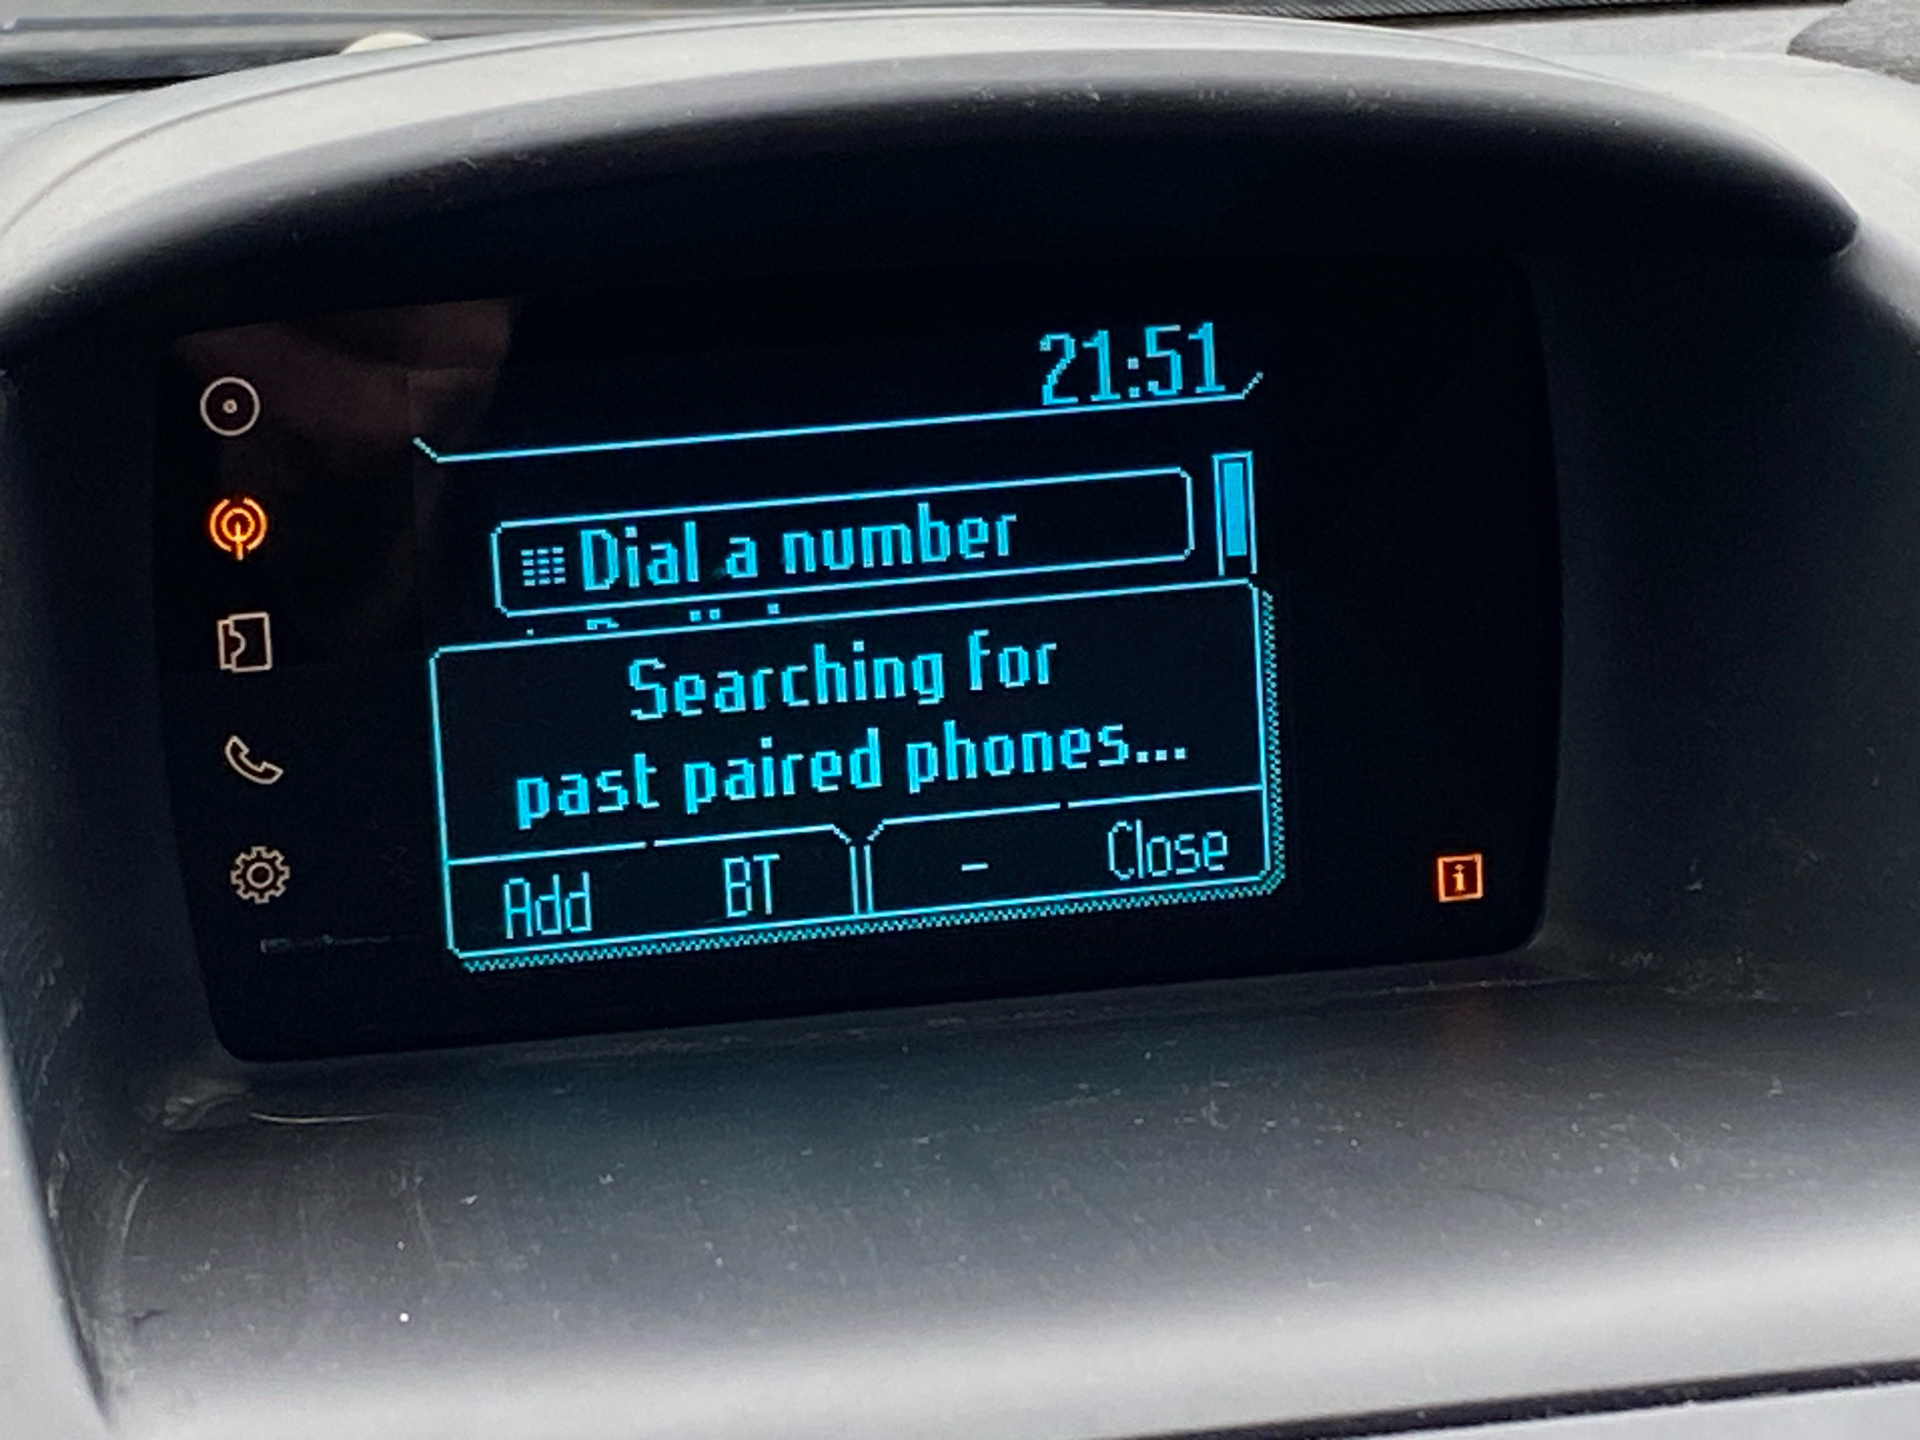 21:51
Dial a number
Searching for
past paired phones...
Add BT - Close
i